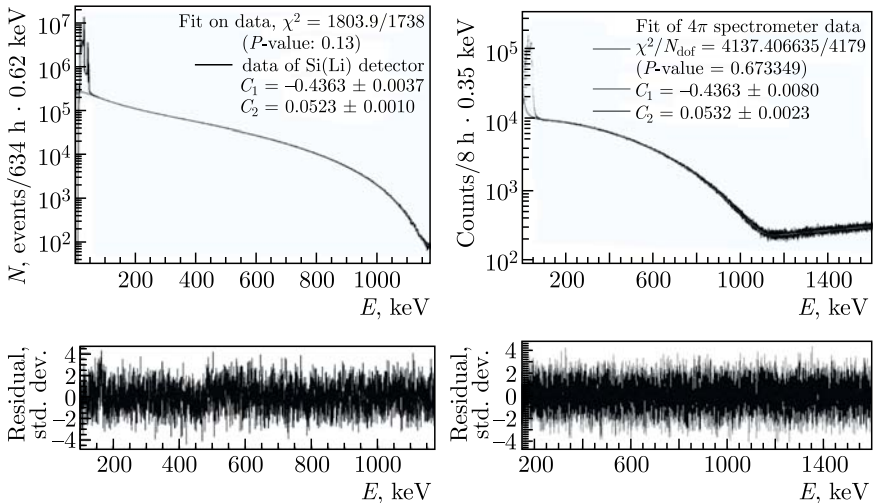 Fit on data, χ² = 1803.9/1738
(P-value: 0.13)
data of Si(Li) detector
C₁ = −0.4363 ± 0.0037
C₂ = 0.0523 ± 0.0010
N, events/634 h · 0.62 keV
10⁷
10⁶
10⁵
10⁴
10³
10²
200 400 600 800 1000
E, keV
Fit of 4π spectrometer data
χ²/N_dof = 4137.406635/4179
(P-value = 0.673349)
C₁ = −0.4363 ± 0.0080
C₂ = 0.0532 ± 0.0023
Counts/8 h · 0.35 keV
10⁵
10⁴
10³
10²
200 600 1000 1400
E, keV
Residual,
std. dev.
4
2
0
−2
−4
200 400 600 800 1000
E, keV
Residual,
std. dev.
4
2
0
−2
−4
200 600 1000 1400
E, keV